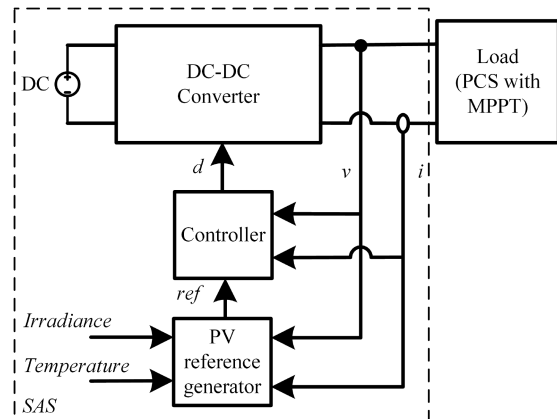 DC
DC-DC
Converter
Load
(PCS with
MPPT)
d
v
i
Controller
ref
Irradiance
Temperature
PV
reference
generator
SAS